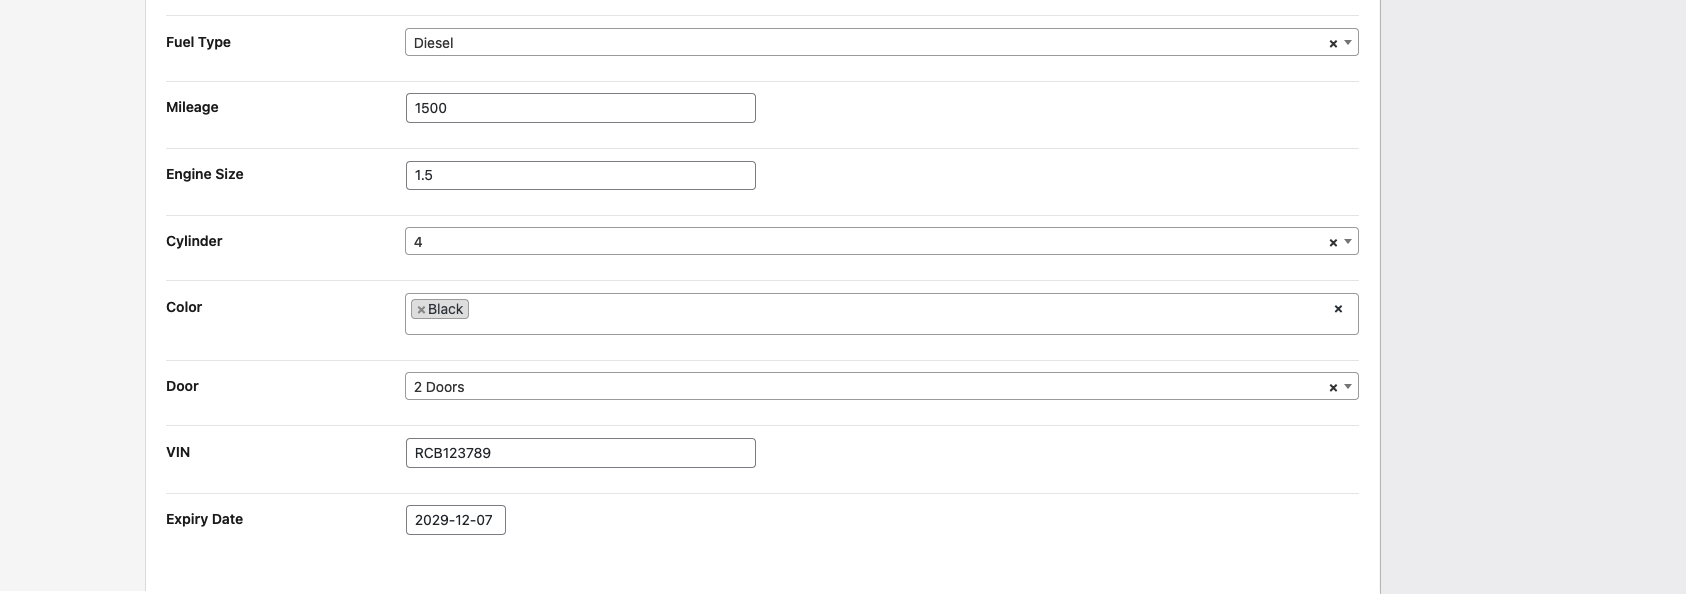 Fuel Type
Diesel
Mileage
1500
Engine Size
1.5
Cylinder
4
Color
Black
Door
2 Doors
VIN
RCB123789
Expiry Date
2029-12-07